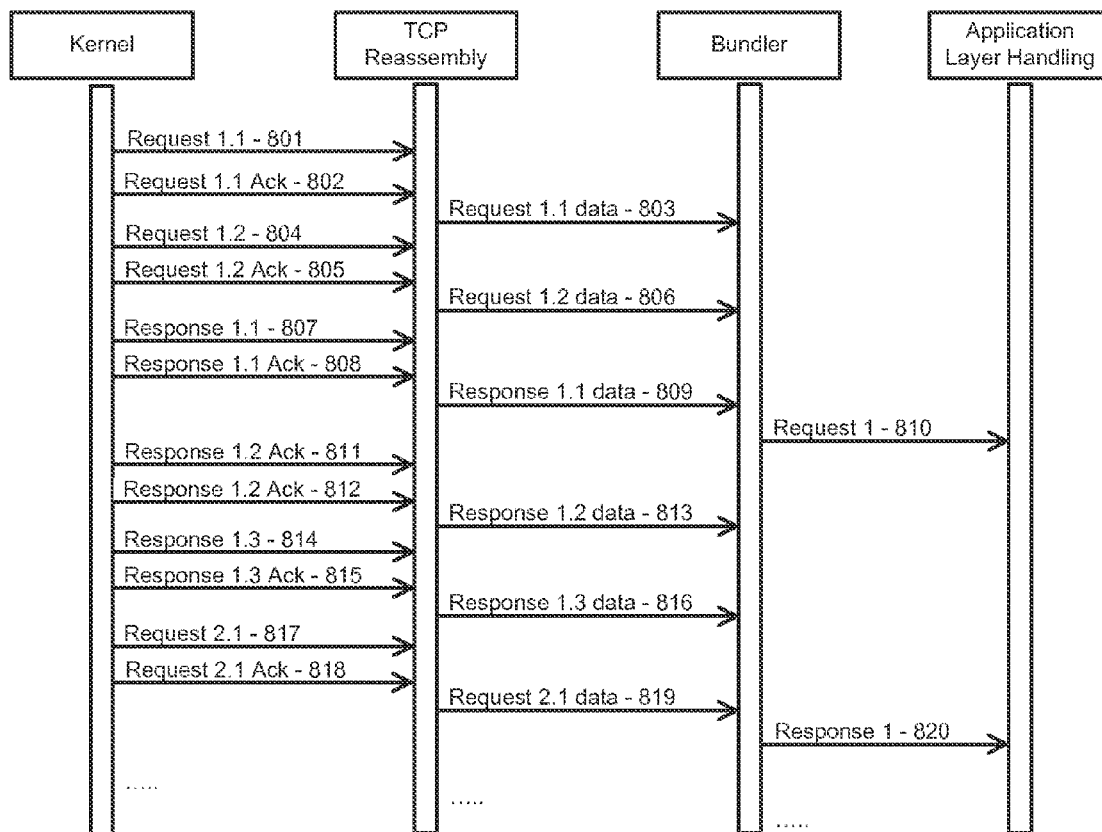 Kernel
TCP
Reassembly
Bundler
Application
Layer Handling
Request 1.1 - 801
Request 1.1 Ack - 802
Request 1.1 data - 803
Request 1.2 - 804
Request 1.2 Ack - 805
Request 1.2 data - 806
Response 1.1 - 807
Response 1.1 Ack - 808
Response 1.1 data - 809
Request 1 - 810
Response 1.2 Ack - 811
Response 1.2 Ack - 812
Response 1.2 data - 813
Response 1.3 - 814
Response 1.3 Ack - 815
Response 1.3 data - 816
Request 2.1 - 817
Request 2.1 Ack - 818
Request 2.1 data - 819
Response 1 - 820
.....
.....
.....